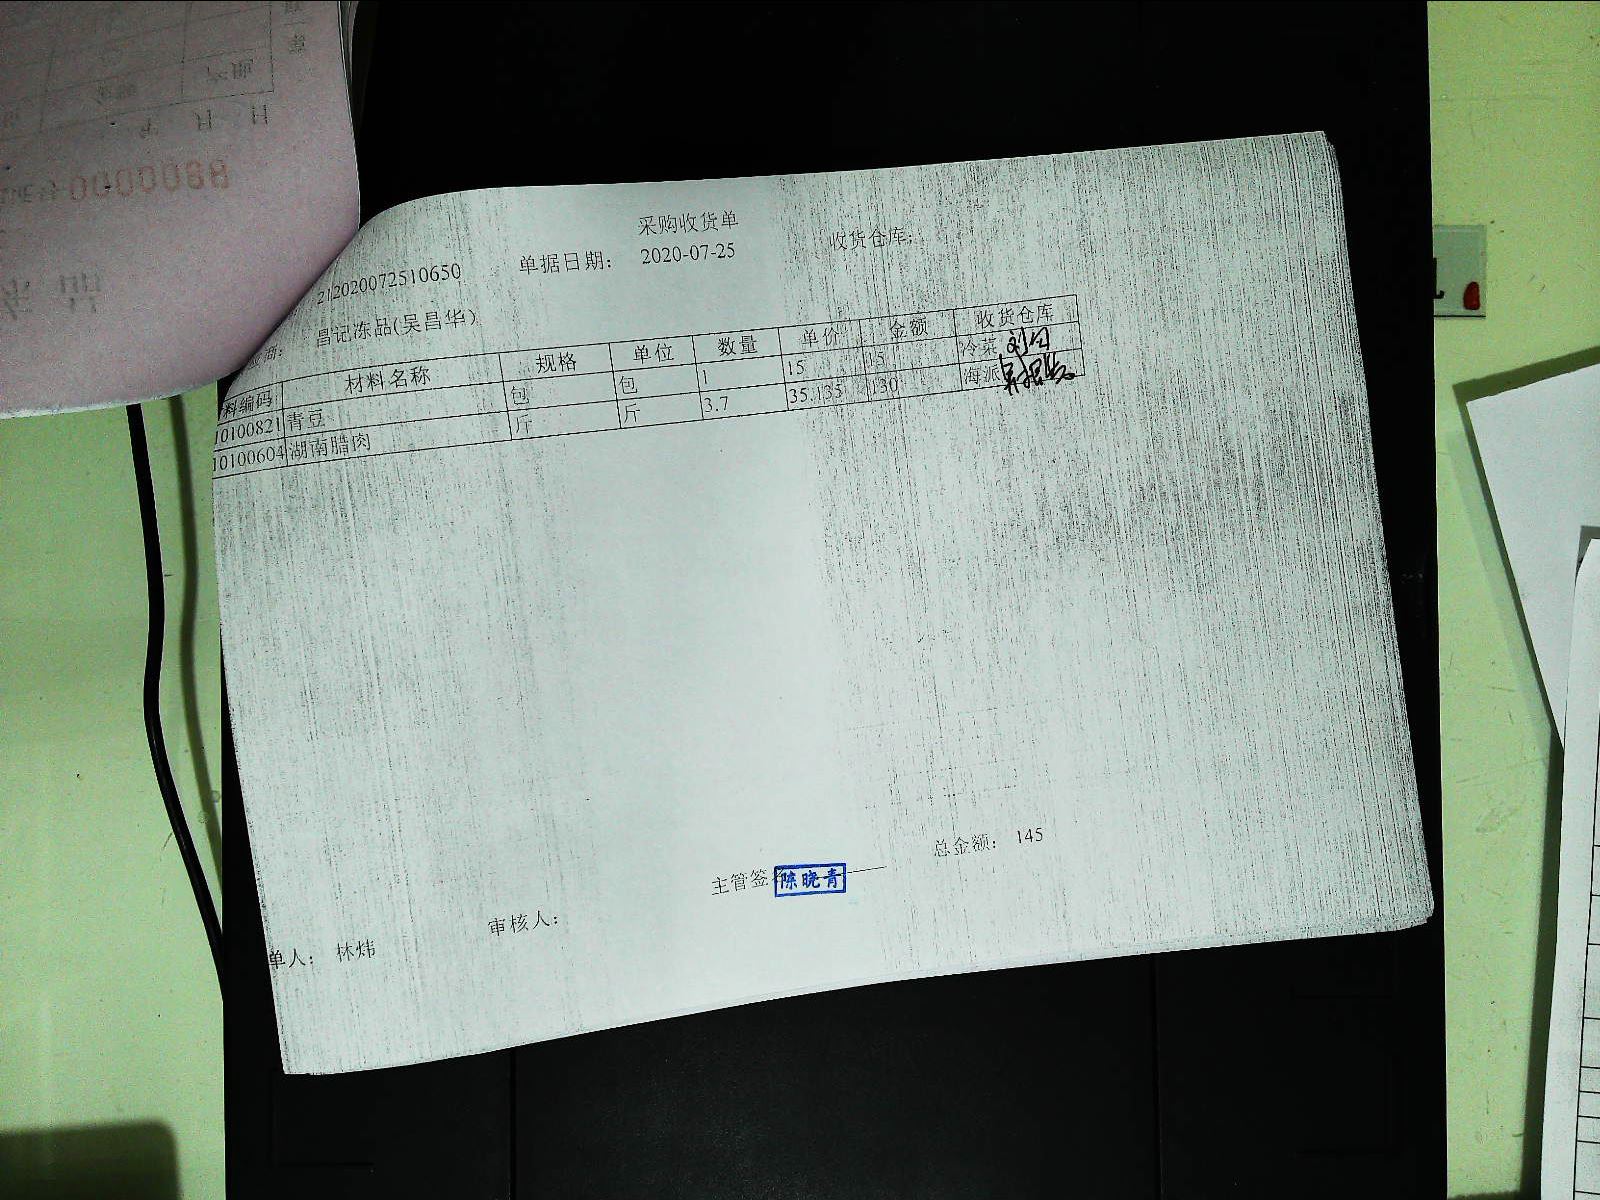 采购收货单
212020072510650 单据日期： 2020-07-25 收货仓库：
应商： 昌记冻品(吴昌华)
料编码 材料名称 规格 单位 数量 单价 金额 收货仓库
10100821 青豆 包 包 1 15 15 冷菜
10100604 湖南腊肉 斤 斤 3.7 35.135 130 海派
总金额： 145
主管签 陈晓青
审核人：
单人： 林炜